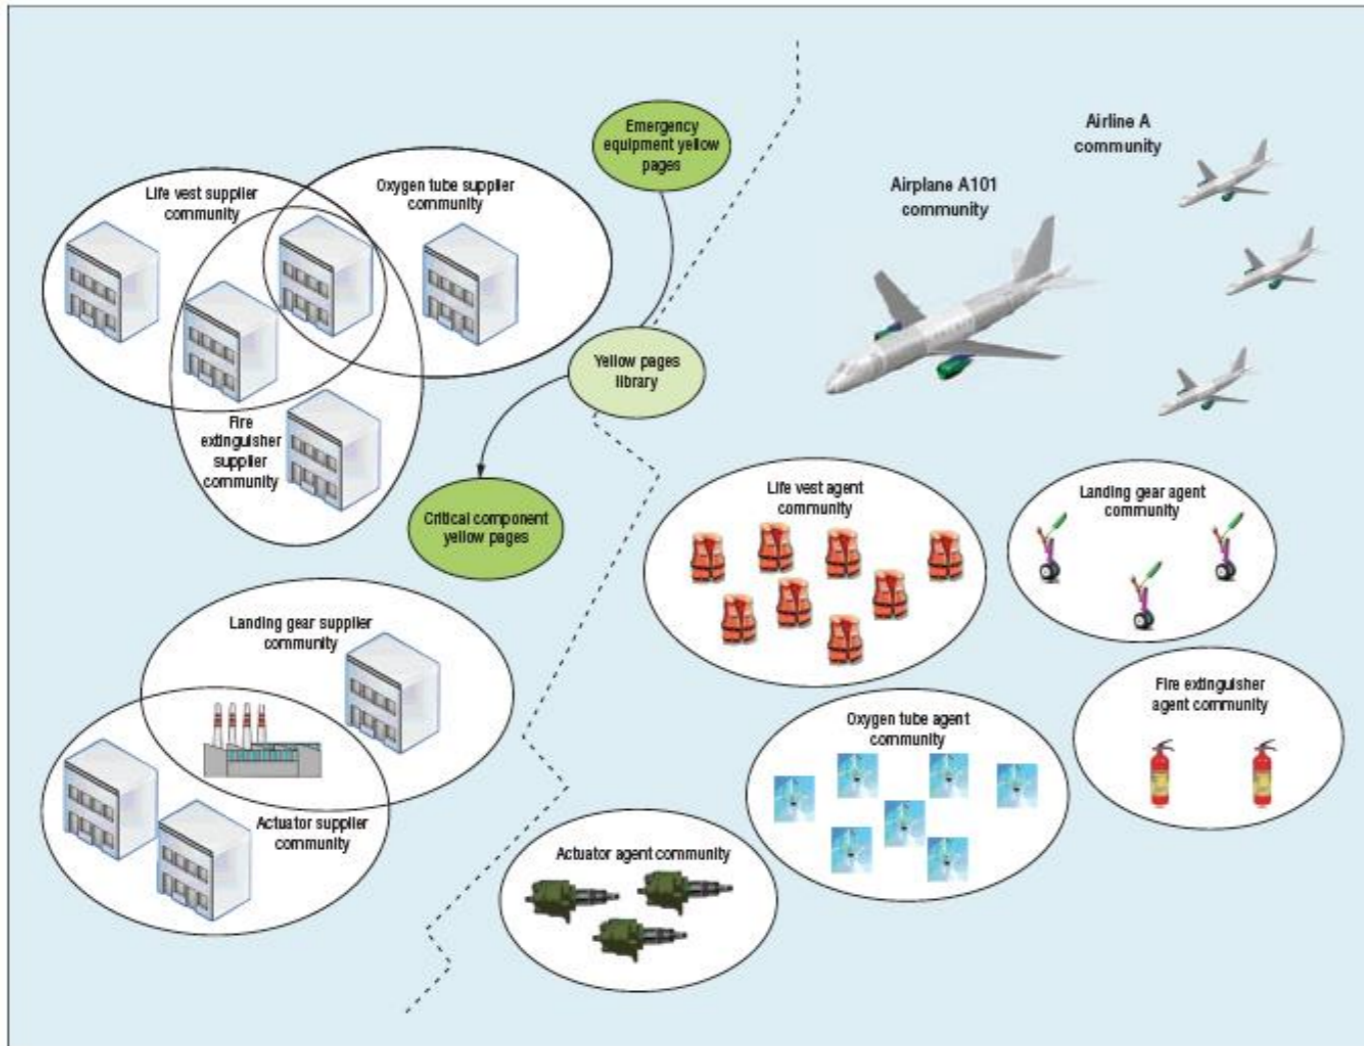 Emergency
equipment yellow
pages
Airline A
community
Airplane A101
community
Life vest supplier
community
Oxygen tube supplier
community
Yellow pages
library
Fire
extinguisher
supplier
community
Critical component
yellow pages
Life vest agent
community
Landing gear agent
community
Landing gear supplier
community
Fire extinguisher
agent community
Oxygen tube agent
community
Actuator supplier
community
Actuator agent community